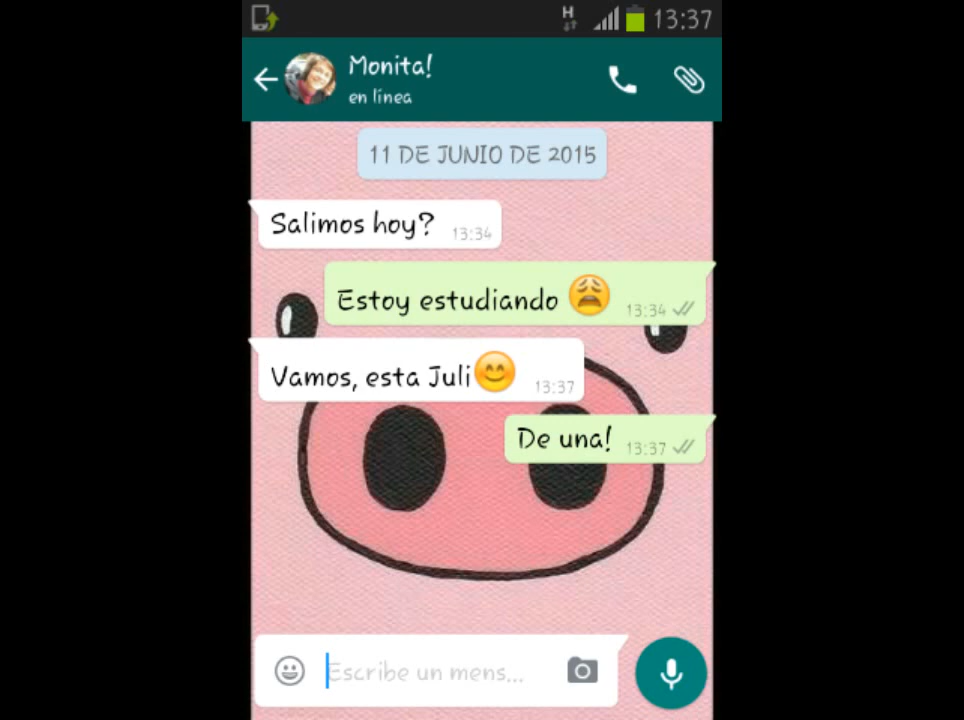 H 13:37
Monita!
en línea
11 DE JUNIO DE 2015
Salimos hoy? 13:34
Estoy estudiando 😩 13:34
Vamos, esta Juli😊 13:37
De una! 13:37
Escribe un mens...